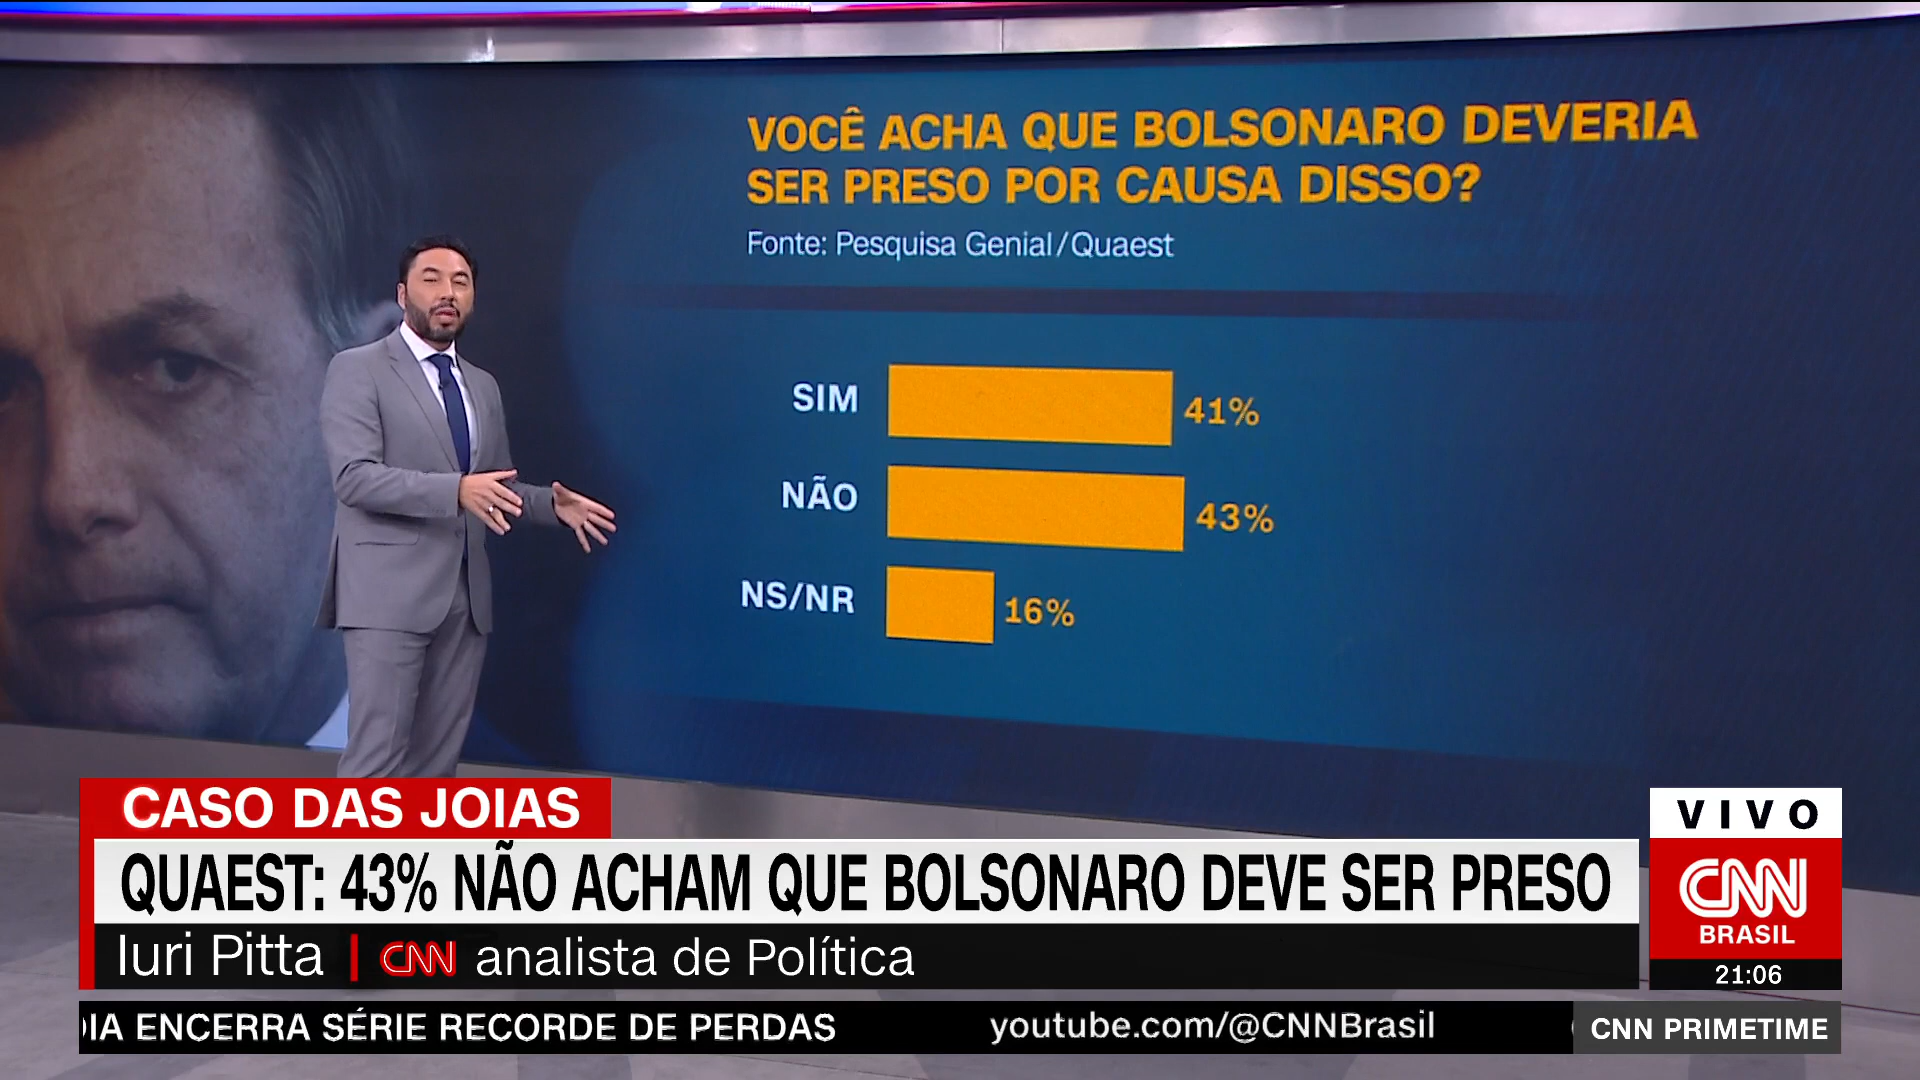 VOCÊ ACHA QUE BOLSONARO DEVERIA
SER PRESO POR CAUSA DISSO?
Fonte: Pesquisa Genial/Quaest
SIM 41%
NÃO 43%
NS/NR 16%
CASO DAS JOIAS
QUAEST: 43% NÃO ACHAM QUE BOLSONARO DEVE SER PRESO
Iuri Pitta | CNN analista de Política
VIVO
CNN
BRASIL
21:06
ENCERRA SÉRIE RECORDE DE PERDAS youtube.com/@CNNBrasil
CNN PRIMETIME